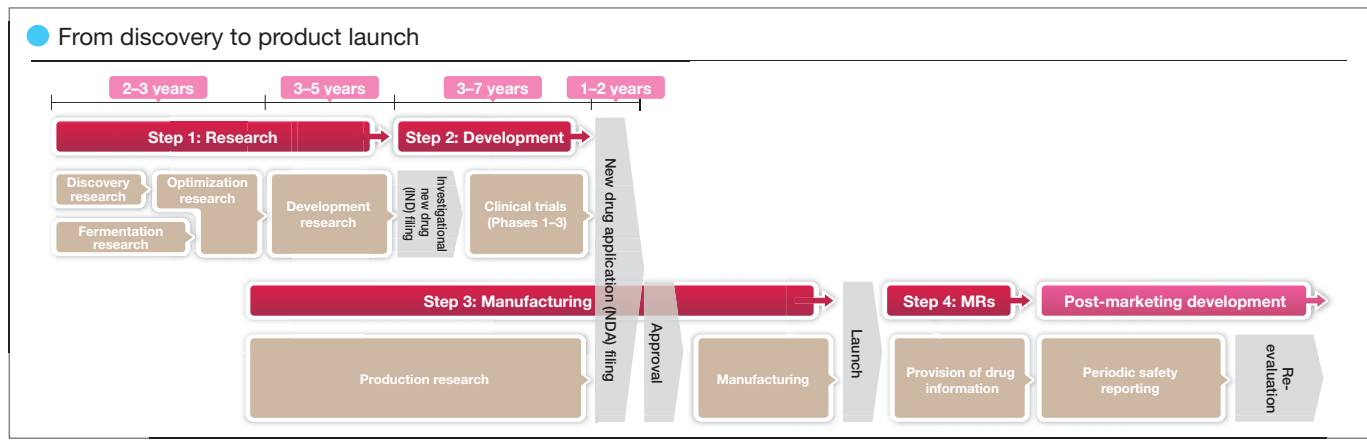 From discovery to product launch
2–3 years
3–5 years
3–7 years
1–2 years
Step 1: Research
Step 2: Development
Discovery
research
Optimization
research
Fermentation
research
Development
research
Investigational
new drug
(IND) filing
Clinical trials
(Phases 1–3)
New drug application (NDA) filing
Step 3: Manufacturing
Step 4: MRs
Post-marketing development
Production research
Approval
Manufacturing
Launch
Provision of drug
information
Periodic safety
reporting
Re-
evaluation